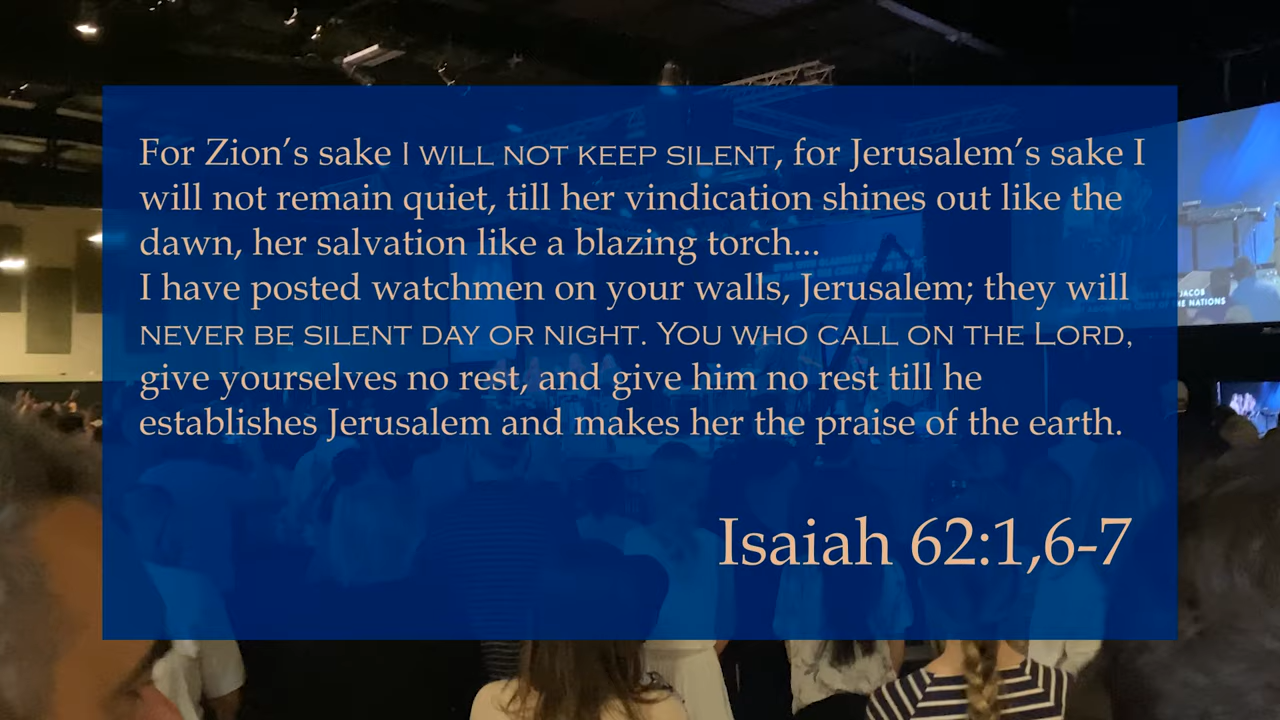 For Zion’s sake I WILL NOT KEEP SILENT, for Jerusalem’s sake I
will not remain quiet, till her vindication shines out like the
dawn, her salvation like a blazing torch...
I have posted watchmen on your walls, Jerusalem; they will
NEVER BE SILENT DAY OR NIGHT. YOU WHO CALL ON THE LORD,
give yourselves no rest, and give him no rest till he
establishes Jerusalem and makes her the praise of the earth.
Isaiah 62:1,6-7
JACOB
NATIONS